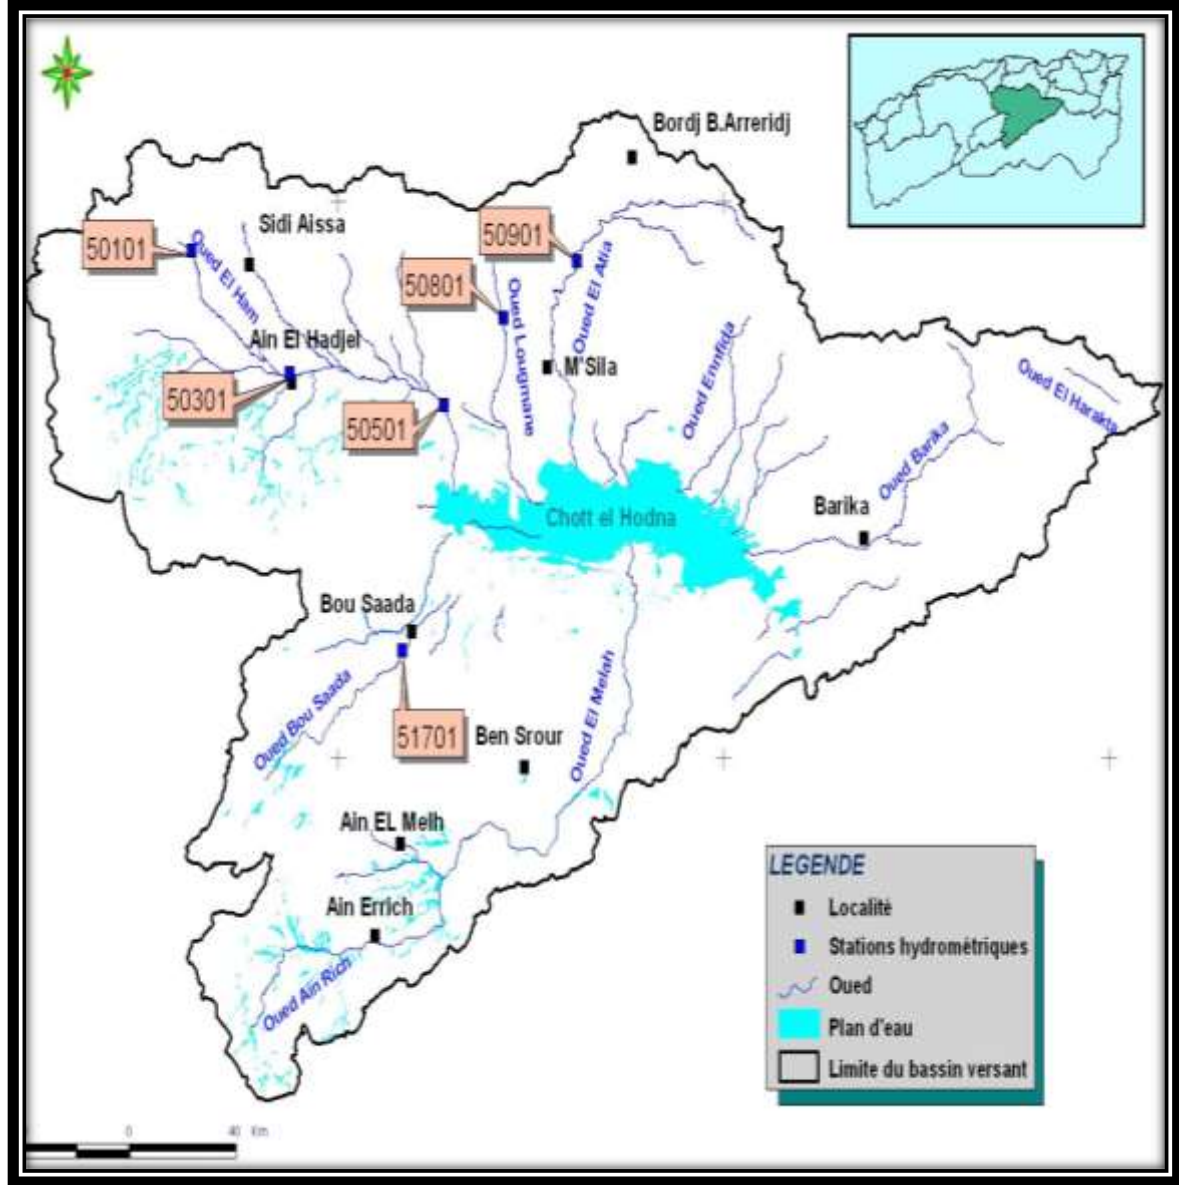 Bordj B.Arreridj
Sidi Aissa
50101
50901
Oued El Ham
50801
Oued El Atia
Oued Lougmane
Ain El Hadjel
M'Sila
Oued Ennfida
Oued El Harakta
50301
50501
Oued Barika
Chott el Hodna
Barika
Bou Saada
Oued Bou Saada
51701
Ben Srour
Oued El Melah
Ain EL Melh
Ain Errich
Oued Ain Rich
LEGENDE
Localité
Stations hydrométriques
Oued
Plan d'eau
Limite du bassin versant
0 40 Km